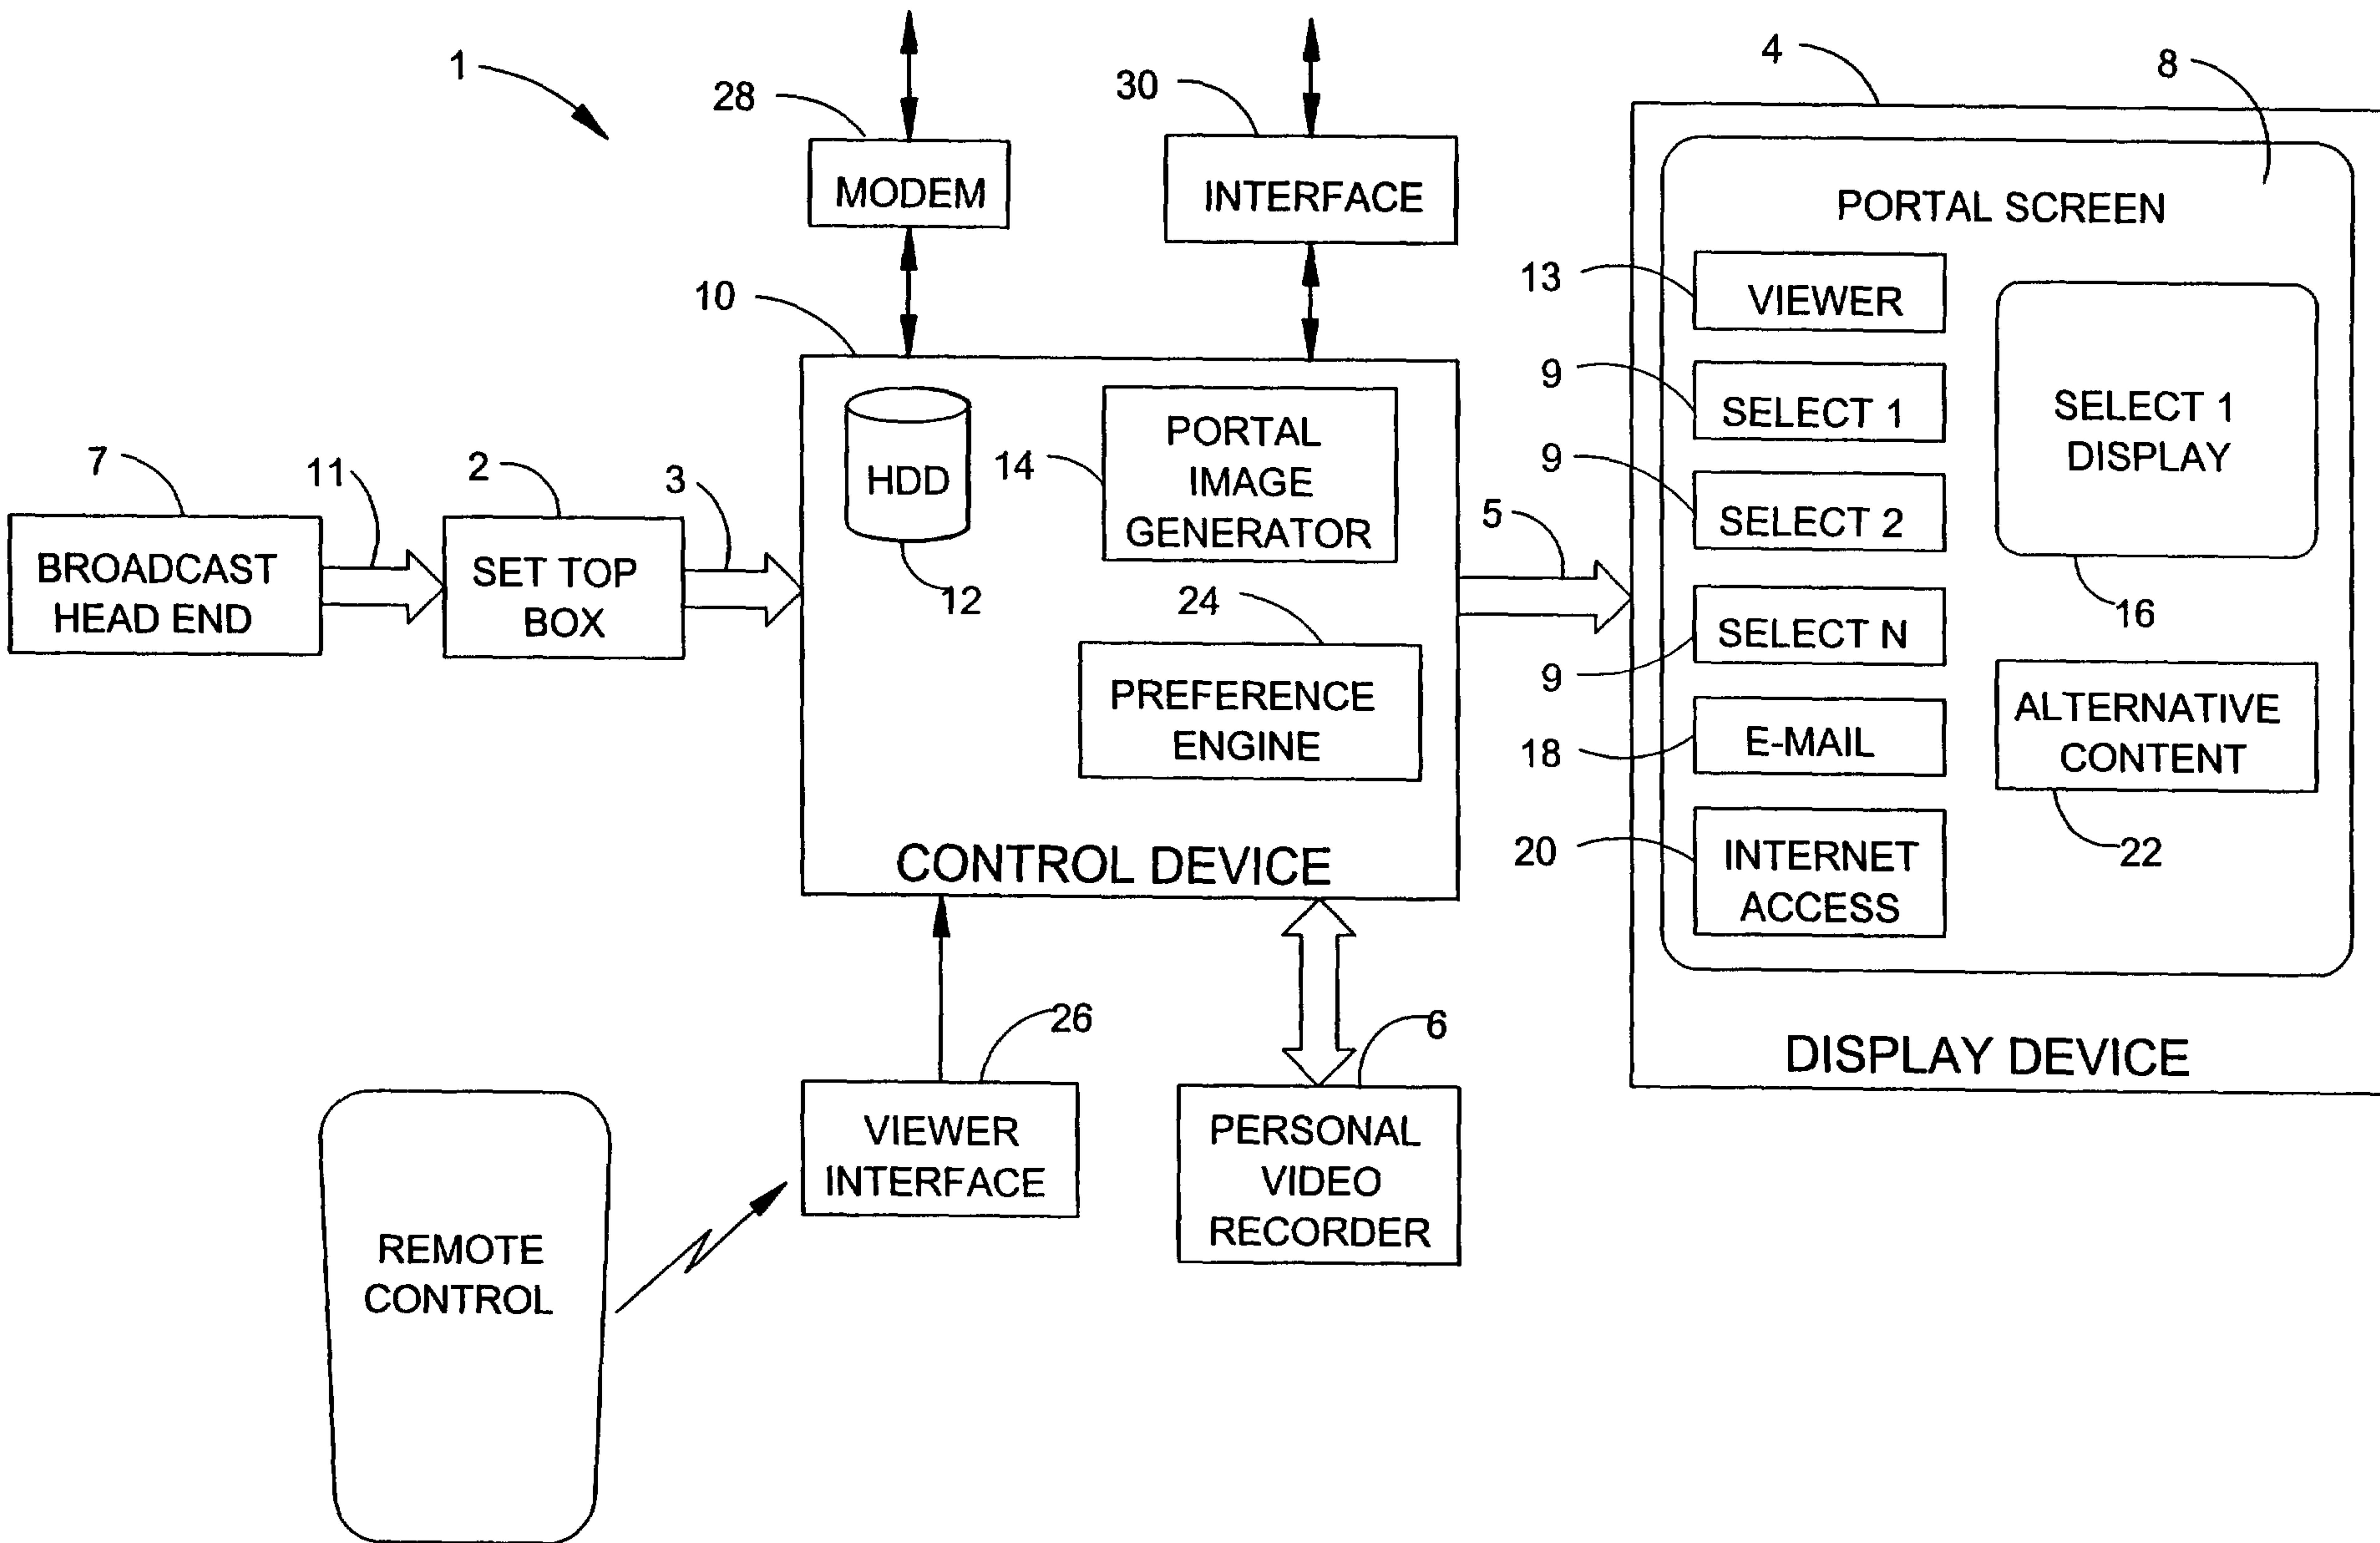 1
28
MODEM
30
INTERFACE
4
8
PORTAL SCREEN
13
VIEWER
9
SELECT 1
9
SELECT 2
9
SELECT N
18
E-MAIL
20
INTERNET
ACCESS
SELECT 1
DISPLAY
16
ALTERNATIVE
CONTENT
22
DISPLAY DEVICE
7
BROADCAST
HEAD END
11
2
SET TOP
BOX
3
10
HDD
12
14
PORTAL
IMAGE
GENERATOR
24
PREFERENCE
ENGINE
CONTROL DEVICE
5
26
VIEWER
INTERFACE
6
PERSONAL
VIDEO
RECORDER
REMOTE
CONTROL